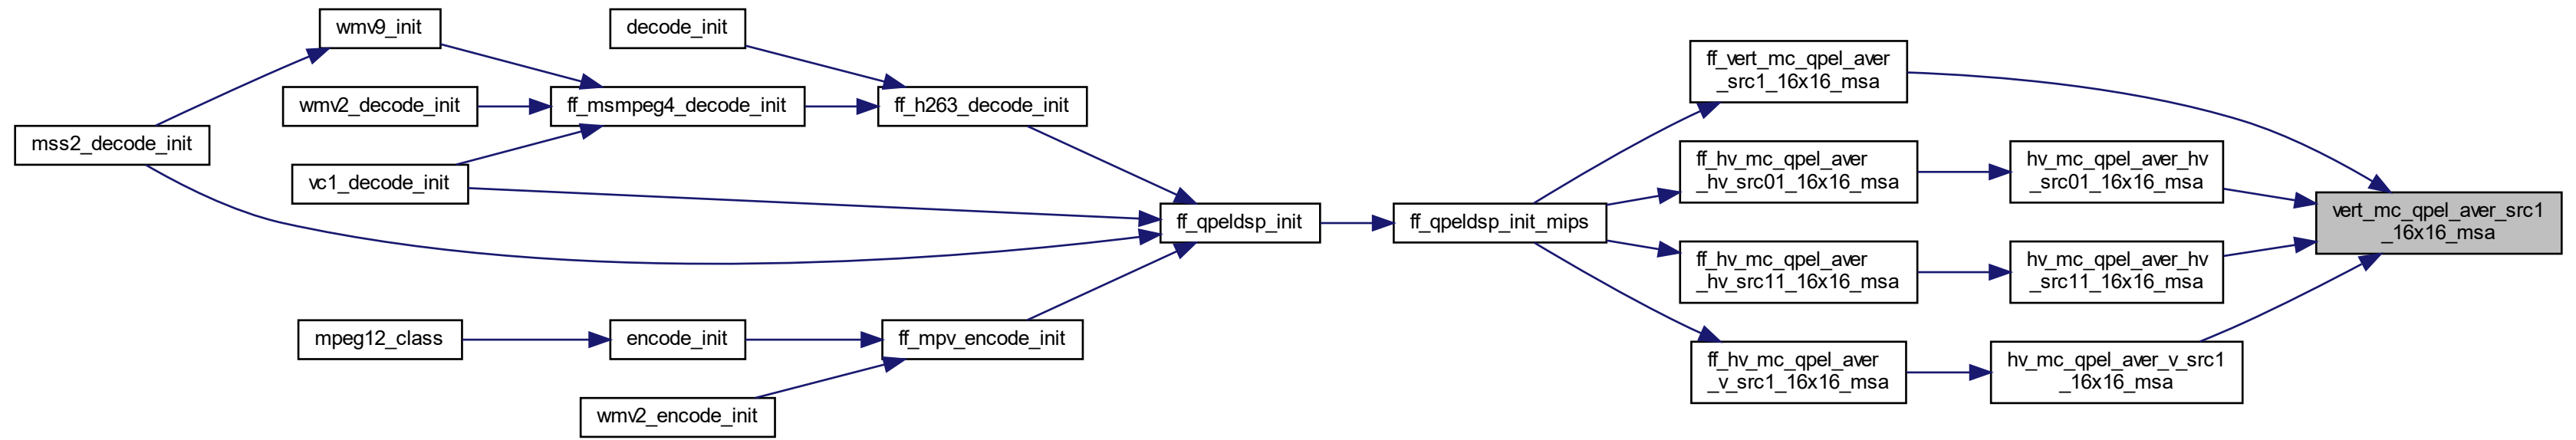 wmv9_init
decode_init
wmv2_decode_init
ff_msmpeg4_decode_init
ff_h263_decode_init
mss2_decode_init
vc1_decode_init
ff_qpeldsp_init
ff_qpeldsp_init_mips
mpeg12_class
encode_init
ff_mpv_encode_init
wmv2_encode_init
ff_vert_mc_qpel_aver
_src1_16x16_msa
ff_hv_mc_qpel_aver
_hv_src01_16x16_msa
hv_mc_qpel_aver_hv
_src01_16x16_msa
ff_hv_mc_qpel_aver
_hv_src11_16x16_msa
hv_mc_qpel_aver_hv
_src11_16x16_msa
ff_hv_mc_qpel_aver
_v_src1_16x16_msa
hv_mc_qpel_aver_v_src1
_16x16_msa
vert_mc_qpel_aver_src1
_16x16_msa